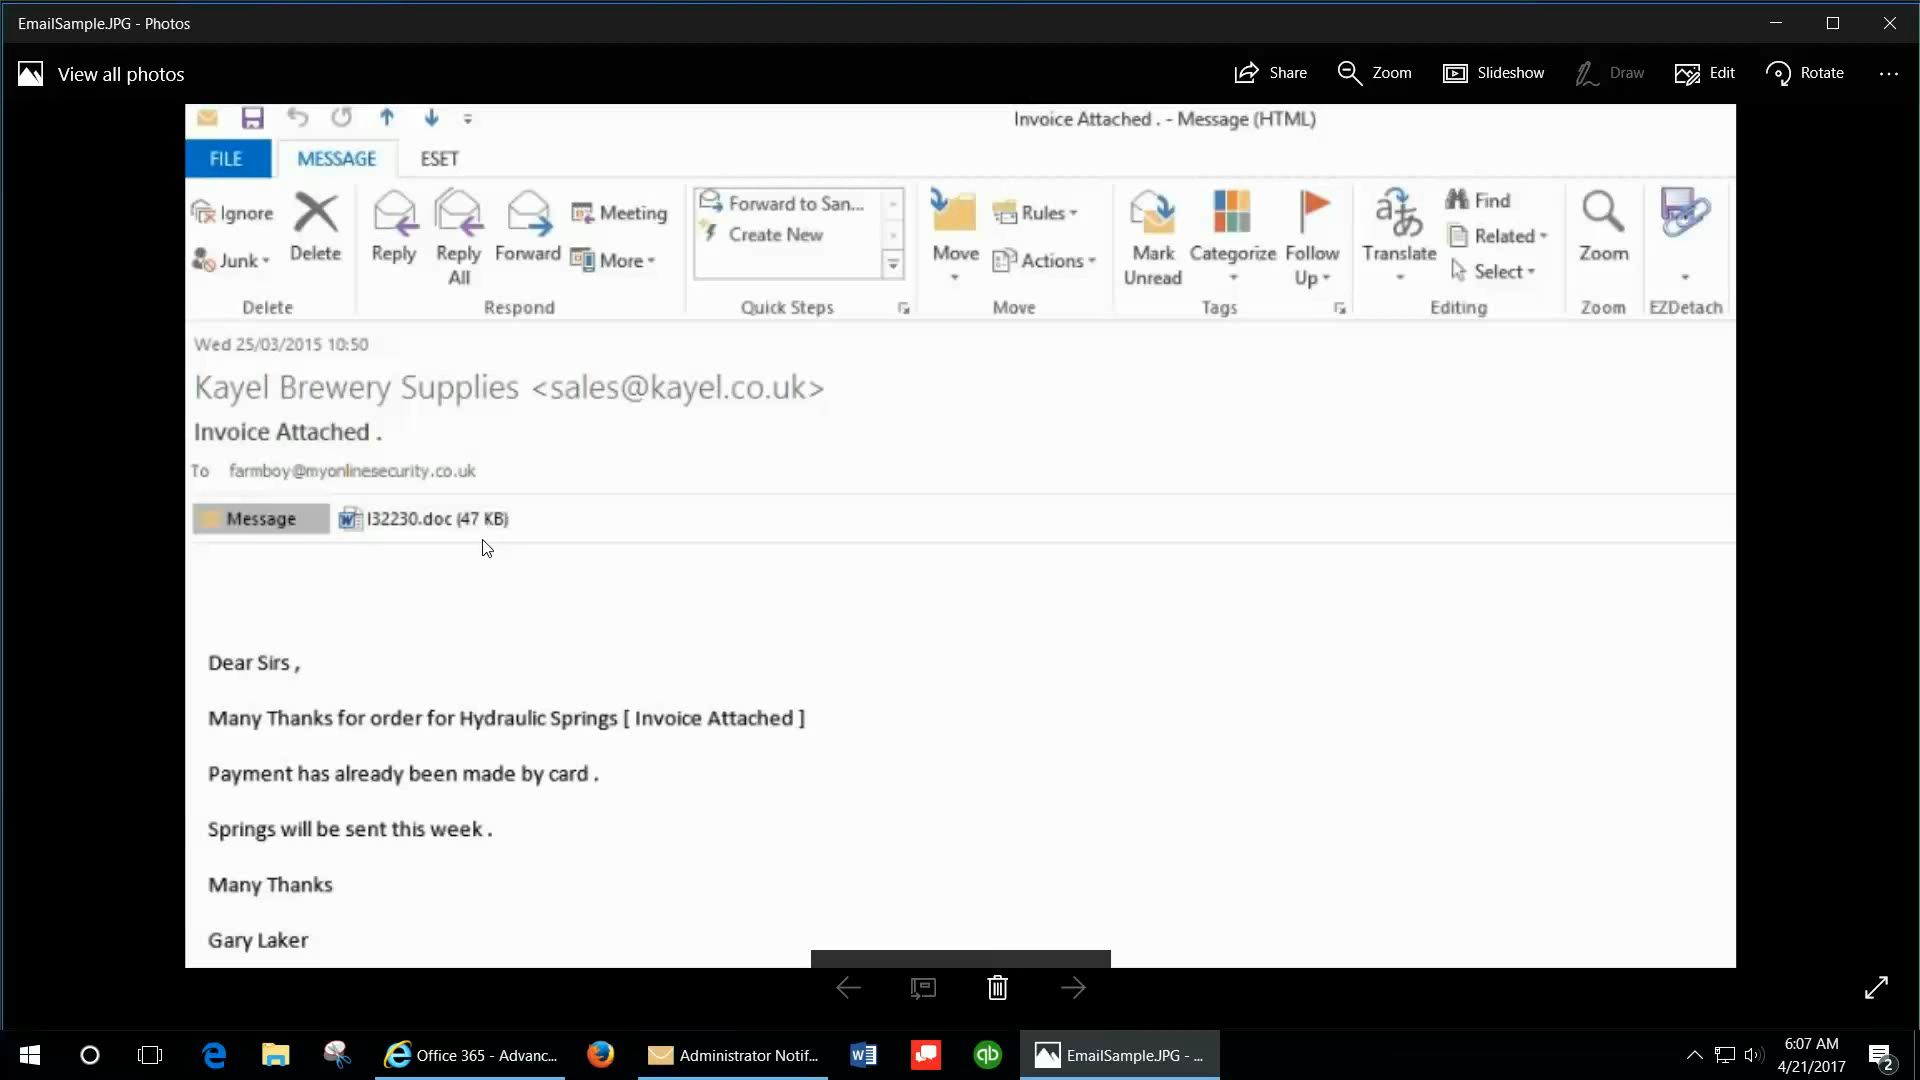 EmailSample.JPG - Photos
View all photos
Share
Zoom
Slideshow
Draw
Edit
Rotate
Invoice Attached . - Message (HTML)
FILE
MESSAGE
ESET
Ignore
Junk
Delete
Delete
Reply
Reply All
Forward
Meeting
More
Respond
Forward to San...
Create New
Quick Steps
Move
Rules
Actions
Move
Mark Unread
Categorize
Follow Up
Tags
Translate
Find
Related
Select
Editing
Zoom
Zoom
EZDetach
Wed 25/03/2015 10:50
Kayel Brewery Supplies <sales@kayel.co.uk>
Invoice Attached .
To farmboy@myonlinesecurity.co.uk
Message I32230.doc (47 KB)
Dear Sirs ,
Many Thanks for order for Hydraulic Springs [ Invoice Attached ]
Payment has already been made by card .
Springs will be sent this week .
Many Thanks
Gary Laker
Office 365 - Advanc...
Administrator Notif...
qb
EmailSample.JPG - ...
6:07 AM
4/21/2017
2